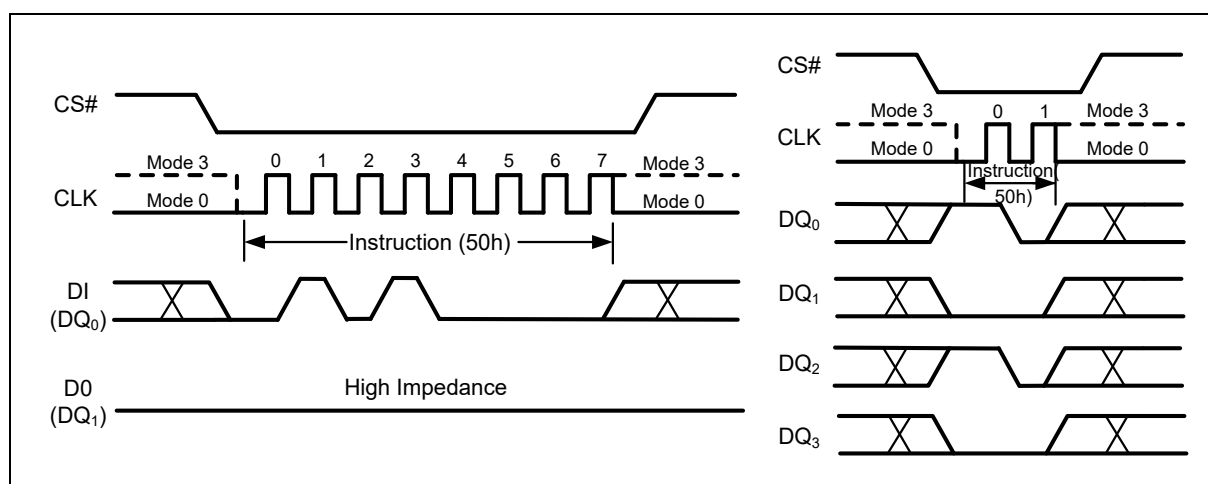 CS#
Mode 3 0 1 2 3 4 5 6 7 Mode 3
CLK Mode 0 Mode 0
Instruction (50h)
DI
(DQ0)
High Impedance
D0
(DQ1)
CS#
Mode 3 0 1 Mode 3
CLK
Mode 0 Mode 0
Instruction(
50h)
DQ0
DQ1
DQ2
DQ3